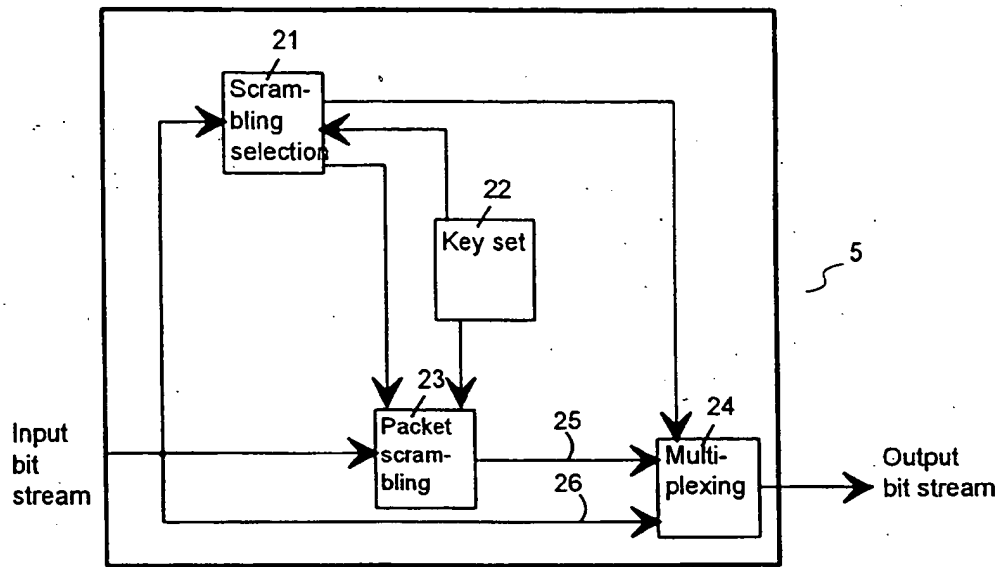 21
Scram-
bling
selection
22
Key set
5
23
Packet
scram-
bling
Input
bit
stream
25
26
24
Multi-
plexing
Output
bit stream